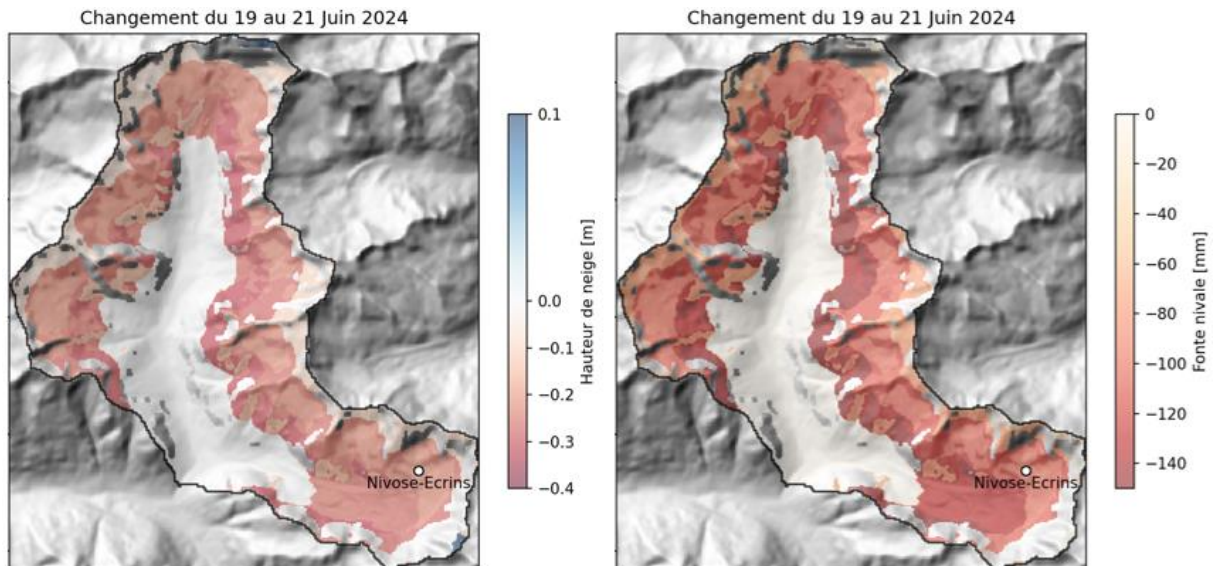 Changement du 19 au 21 Juin 2024
0.1
0.0
−0.1
−0.2
−0.3
−0.4
Hauteur de neige [m]
Nivose-Ecrins
Changement du 19 au 21 Juin 2024
0
−20
−40
−60
−80
−100
−120
−140
Fonte nivale [mm]
Nivose-Ecrins